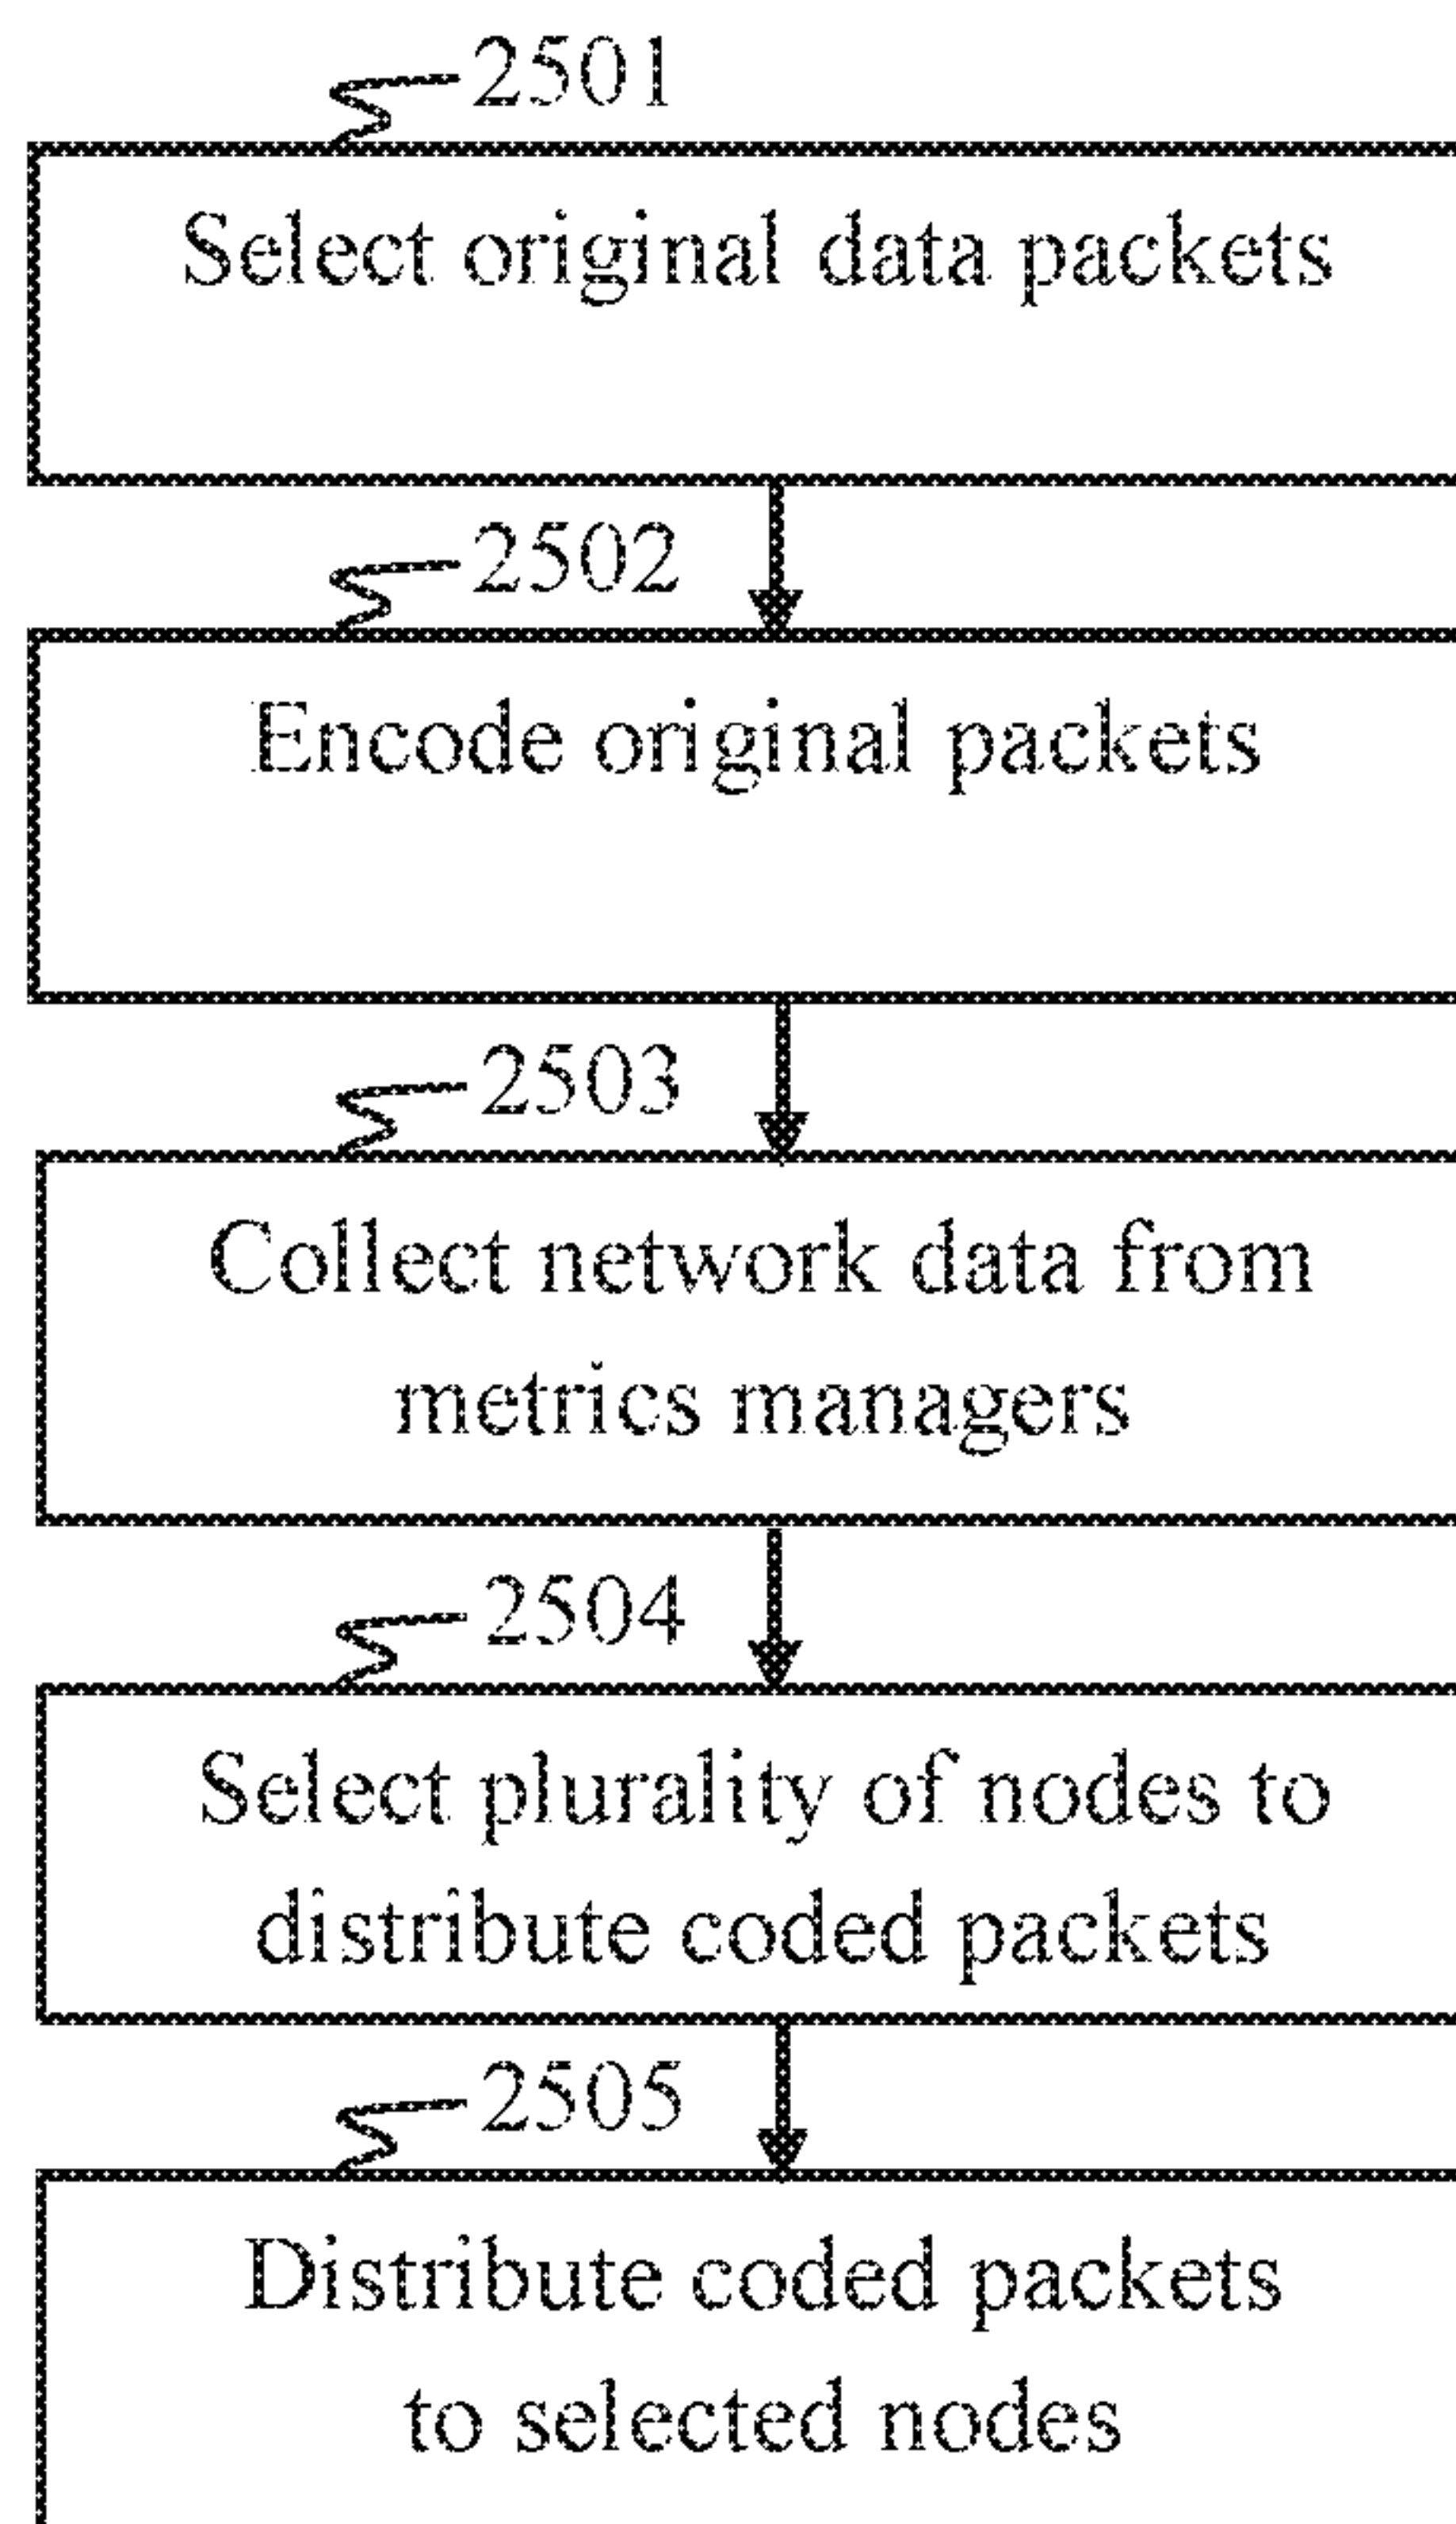 2501
Select original data packets
2502
Encode original packets
2503
Collect network data from
metrics managers
2504
Select plurality of nodes to
distribute coded packets
2505
Distribute coded packets
to selected nodes